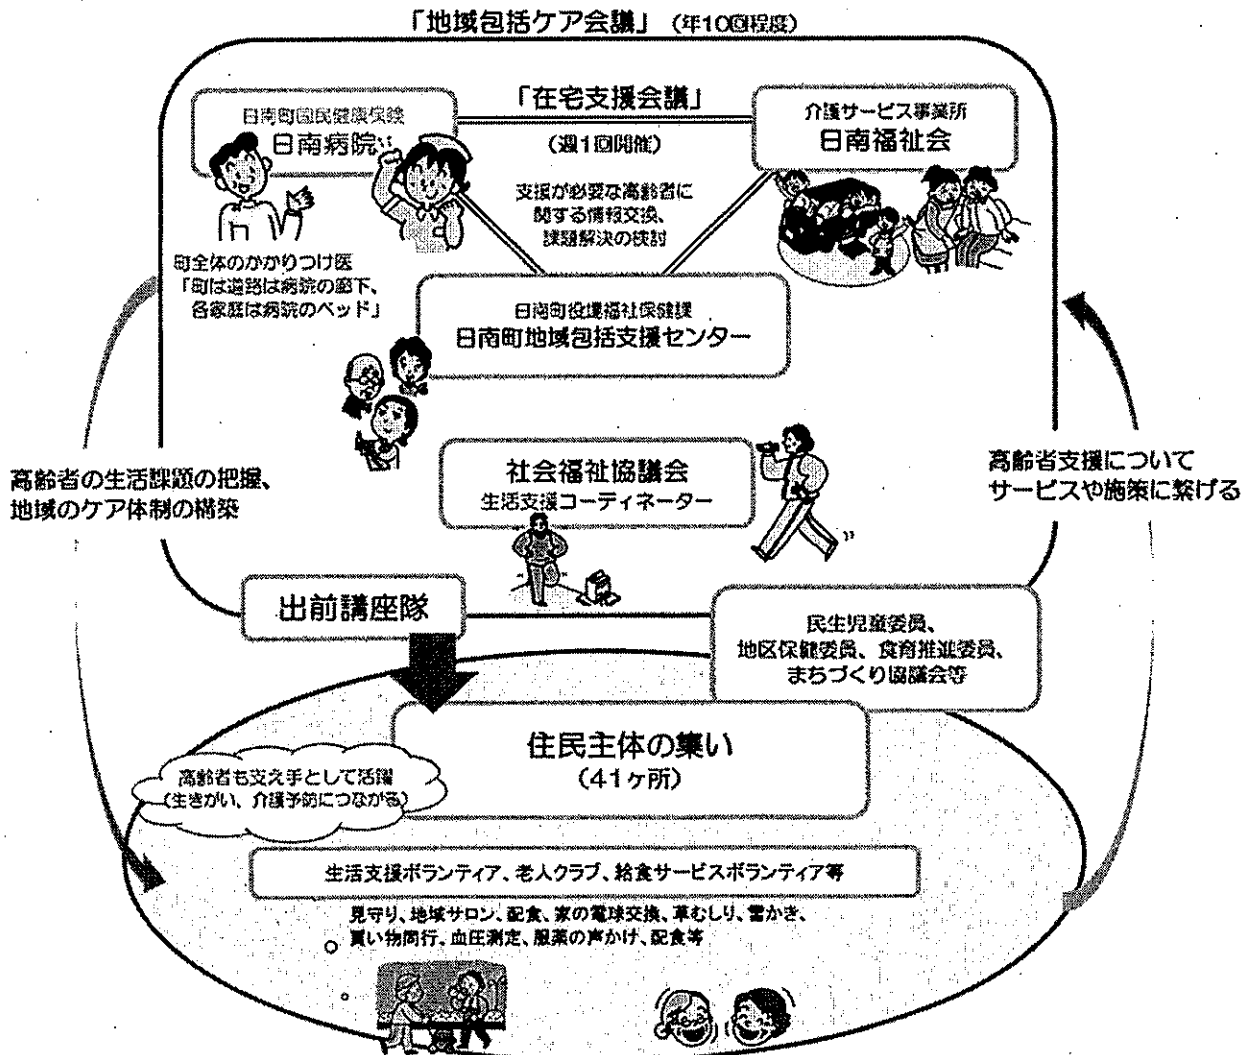 「地域包括ケア会議」（年10回程度）
日南町国民健康保険
日南病院
「在宅支援会議」
（週1回開催）
介護サービス事業所
日南福祉会
支援が必要な高齢者に
関する情報交換、
課題解決の検討
町全体のかかりつけ医
「町は道路は病院の廊下、
各家庭は病院のベッド」
日南町役場福祉保健課
日南町地域包括支援センター
高齢者の生活課題の把握、
地域のケア体制の構築
社会福祉協議会
生活支援コーディネーター
高齢者支援について
サービスや施策に繋げる
出前講座隊
民生児童委員、
地区保健委員、食育推進委員、
まちづくり協議会等
住民主体の集い
（41ヶ所）
高齢者も支え手として活躍
（生きがい、介護予防につながる）
生活支援ボランティア、老人クラブ、給食サービスボランティア等
見守り、地域サロン、配食、家の電球交換、草むしり、雪かき、
買い物同行、血圧測定、服薬の声かけ、配食等